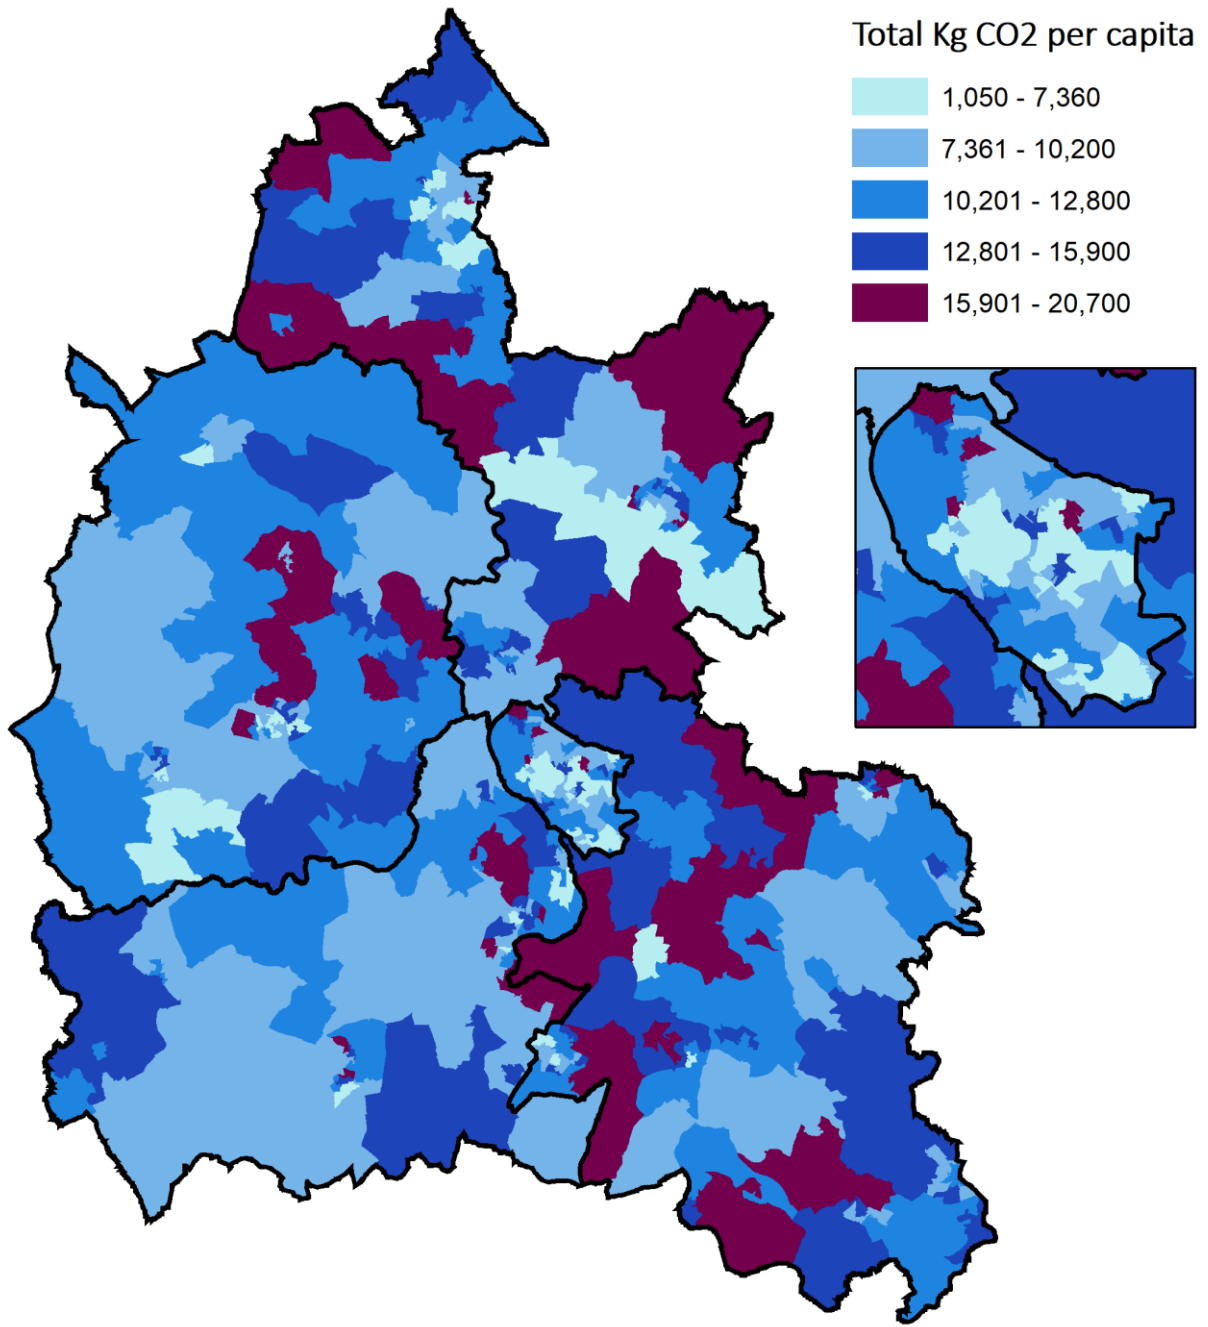 Total Kg CO2 per capita
1,050 - 7,360
7,361 - 10,200
10,201 - 12,800
12,801 - 15,900
15,901 - 20,700